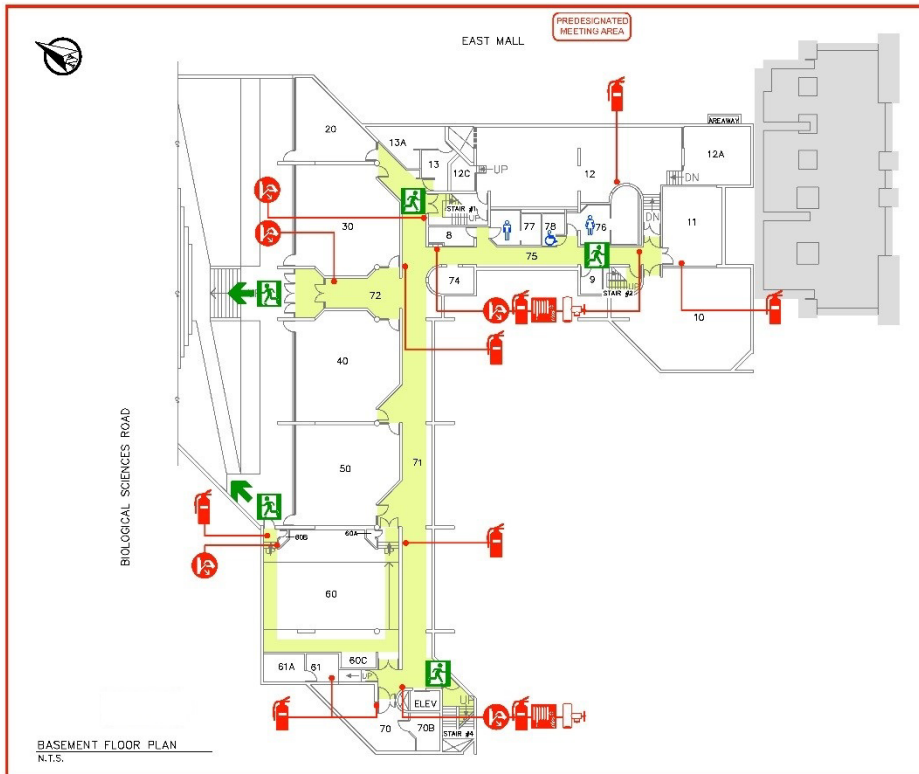 PREDESIGNATED
MEETING AREA
EAST MALL
AREAWAY
20
13A
13
12C
UP
12
12A
DN
STAIR #1
UP
DN
11
30
8
77
78
76
75
74
9
UP
STAIR #2
10
72
40
71
50
BIOLOGICAL SCIENCES ROAD
60B
60A
60
61A
61
60C
UP
ELEV
UP
70
70B
STAIR #4
BASEMENT FLOOR PLAN
N.T.S.